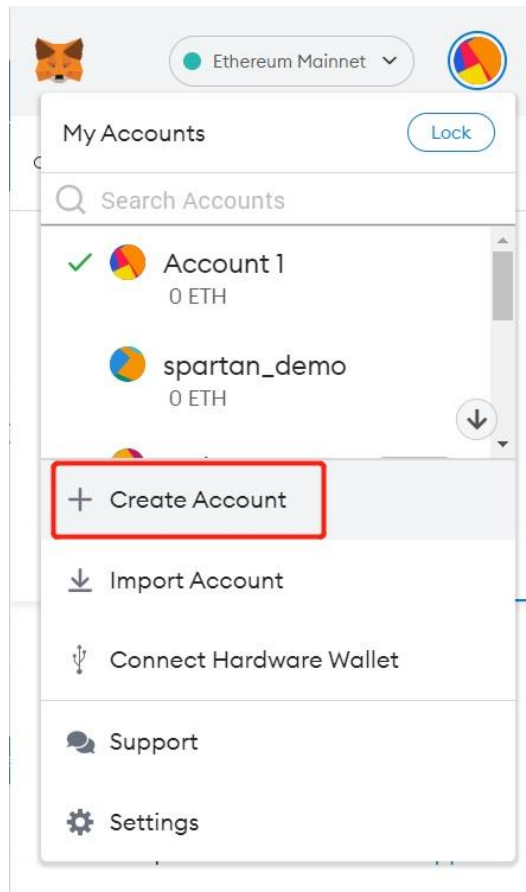 Ethereum Mainnet
My Accounts
Lock
Search Accounts
Account 1
0 ETH
spartan_demo
0 ETH
Create Account
Import Account
Connect Hardware Wallet
Support
Settings